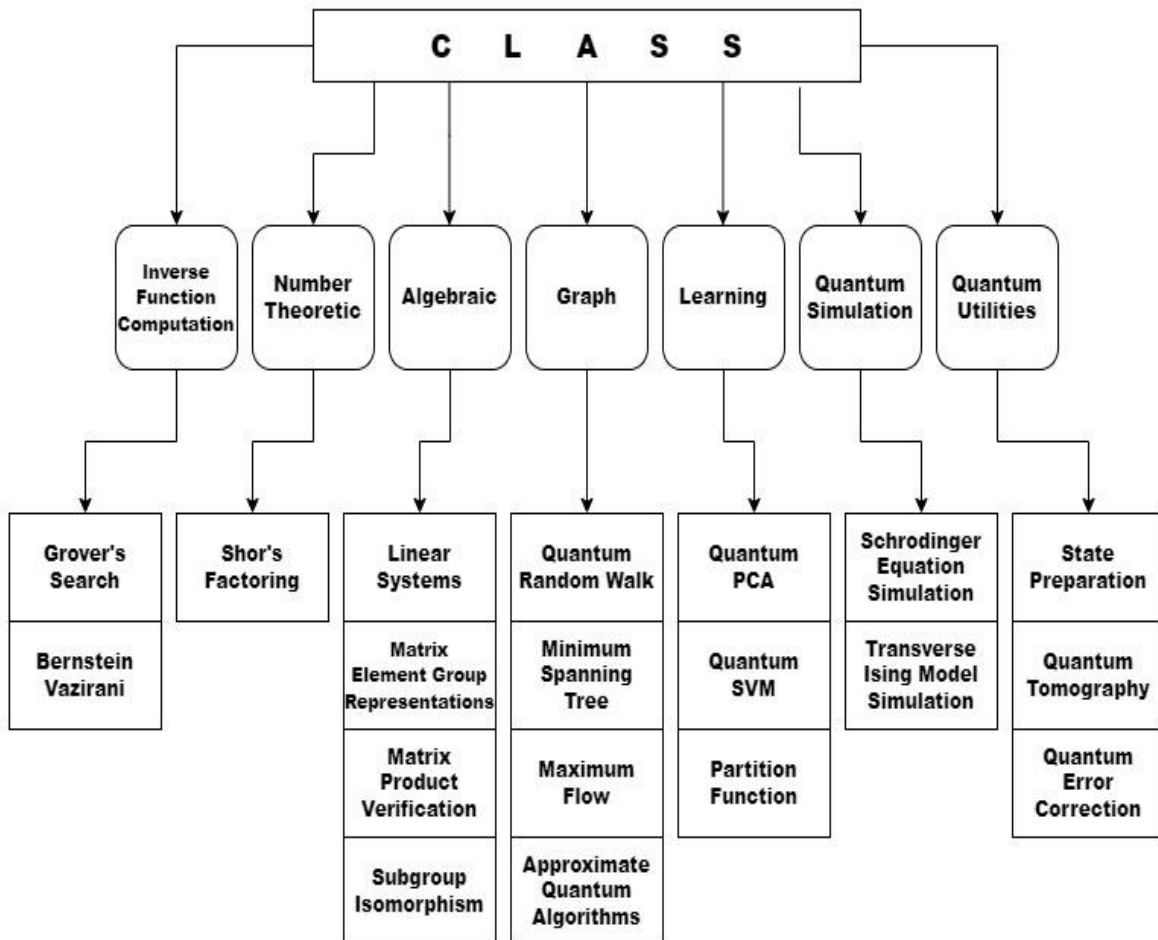 C L A S S
Inverse
Function
Computation
Number
Theoretic
Algebraic
Graph
Learning
Quantum
Simulation
Quantum
Utilities
Grover's
Search
Bernstein
Vazirani
Shor's
Factoring
Linear
Systems
Matrix
Element Group
Representations
Matrix
Product
Verification
Subgroup
Isomorphism
Quantum
Random Walk
Minimum
Spanning
Tree
Maximum
Flow
Approximate
Quantum
Algorithms
Quantum
PCA
Quantum
SVM
Partition
Function
Schrodinger
Equation
Simulation
Transverse
Ising Model
Simulation
State
Preparation
Quantum
Tomography
Quantum
Error
Correction